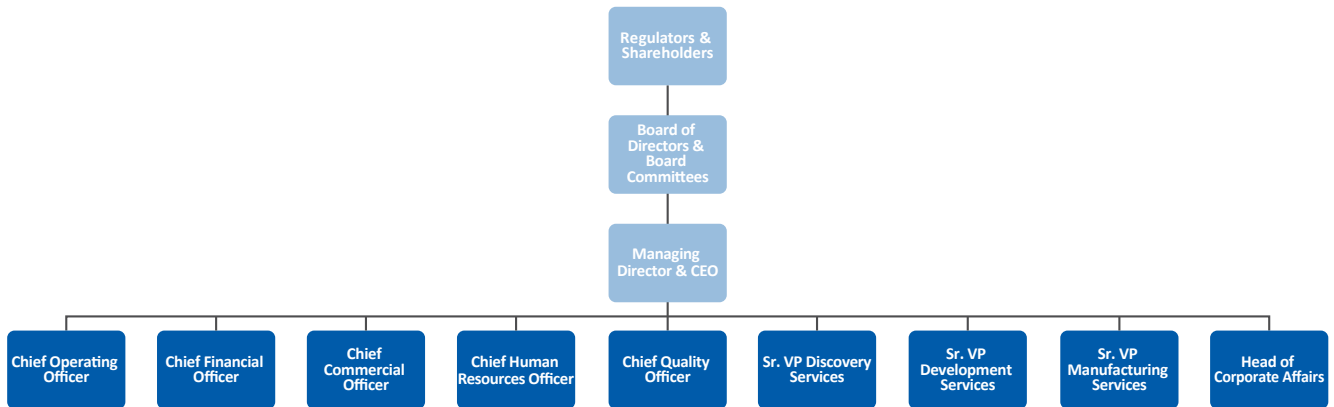 Regulators &
Shareholders
Board of
Directors &
Board
Committees
Managing
Director & CEO
Chief Operating
Officer
Chief Financial
Officer
Chief
Commercial
Officer
Chief Human
Resources Officer
Chief Quality
Officer
Sr. VP Discovery
Services
Sr. VP
Development
Services
Sr. VP
Manufacturing
Services
Head of
Corporate Affairs